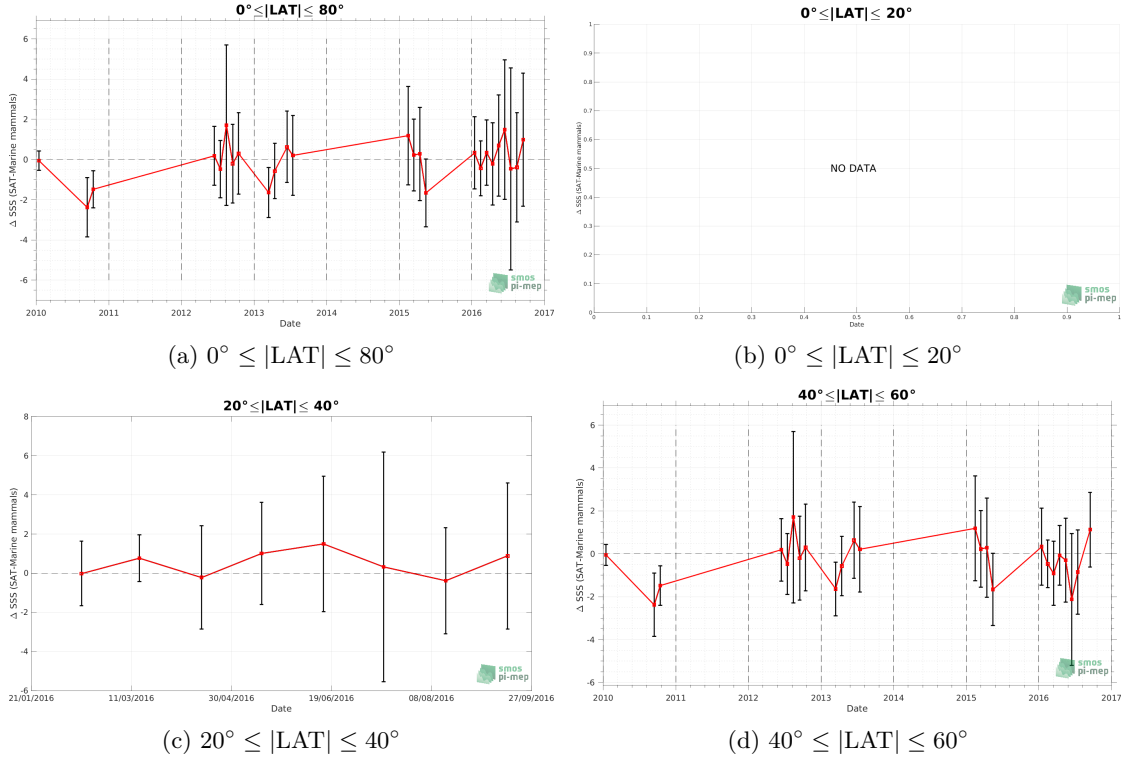 0°≤|LAT|≤ 80°
Δ SSS (SAT-Marine mammals)
6
4
2
0
-2
-4
-6
2010 2011 2012 2013 2014 2015 2016 2017
Date
smos
pi-mep
(a) 0° ≤ |LAT| ≤ 80°
0°≤|LAT|≤ 20°
Δ SSS (SAT-Marine mammals)
1
0.9
0.8
0.7
0.6
0.5
0.4
0.3
0.2
0.1
0
NO DATA
0 0.1 0.2 0.3 0.4 0.5 0.6 0.7 0.8 0.9 1
Date
smos
pi-mep
(b) 0° ≤ |LAT| ≤ 20°
20°≤|LAT|≤ 40°
Δ SSS (SAT-Marine mammals)
8
6
4
2
0
-2
-4
-6
21/01/2016 11/03/2016 30/04/2016 19/06/2016 08/08/2016 27/09/2016
Date
smos
pi-mep
(c) 20° ≤ |LAT| ≤ 40°
40°≤|LAT|≤ 60°
Δ SSS (SAT-Marine mammals)
6
4
2
0
-2
-4
-6
2010 2011 2012 2013 2014 2015 2016 2017
Date
smos
pi-mep
(d) 40° ≤ |LAT| ≤ 60°